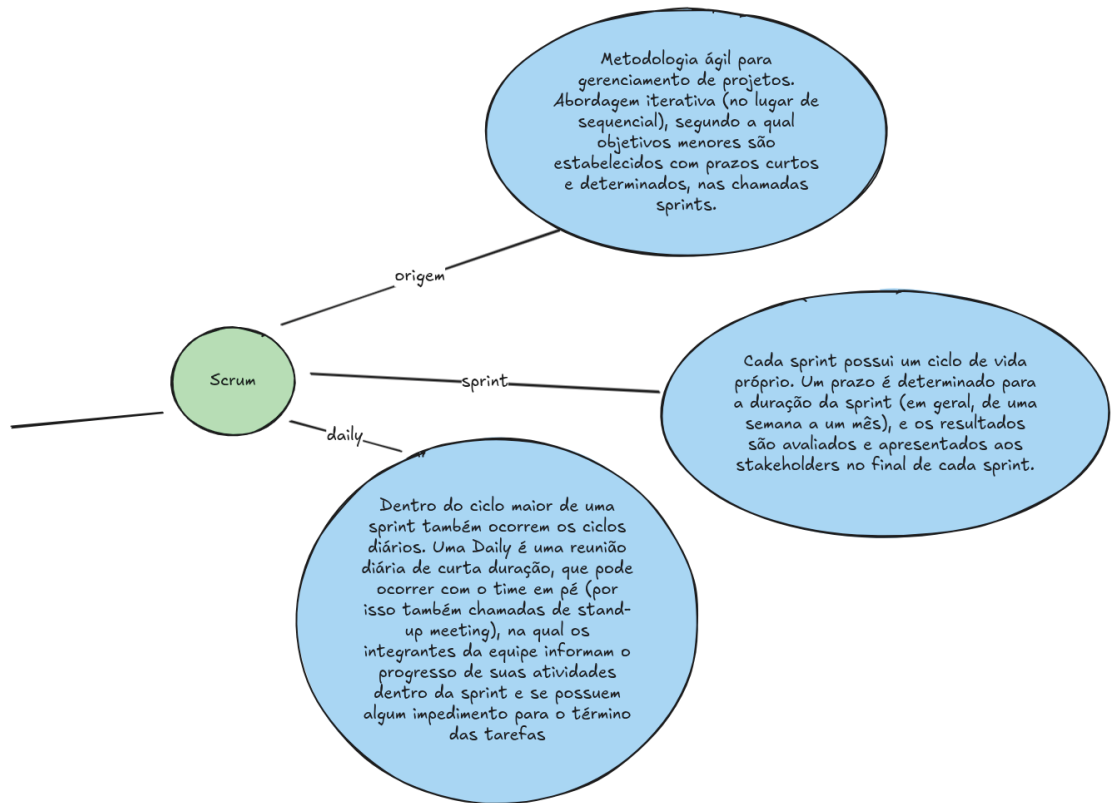 Metodologia ágil para
gerenciamento de projetos.
Abordagem iterativa (no lugar de
sequencial), segundo a qual
objetivos menores são
estabelecidos com prazos curtos
e determinados, nas chamadas
sprints.
origem
Scrum
sprint
Cada sprint possui um ciclo de vida
próprio. Um prazo é determinado para
a duração da sprint (em geral, de uma
semana a um mês), e os resultados
são avaliados e apresentados aos
stakeholders no final de cada sprint.
daily
Dentro do ciclo maior de uma
sprint também ocorrem os ciclos
diários. Uma Daily é uma reunião
diária de curta duração, que pode
ocorrer com o time em pé (por
isso também chamadas de stand-
up meeting), na qual os
integrantes da equipe informam o
progresso de suas atividades
dentro da sprint e se possuem
algum impedimento para o término
das tarefas